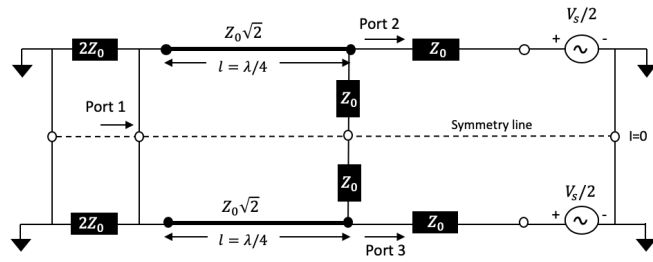 Z₀√2
Port 2
V_s/2
2Z₀
Z₀
+
-
l = λ/4
Z₀
Port 1
Symmetry line
I=0
Z₀
V_s/2
Z₀√2
2Z₀
Z₀
+
-
l = λ/4
Port 3